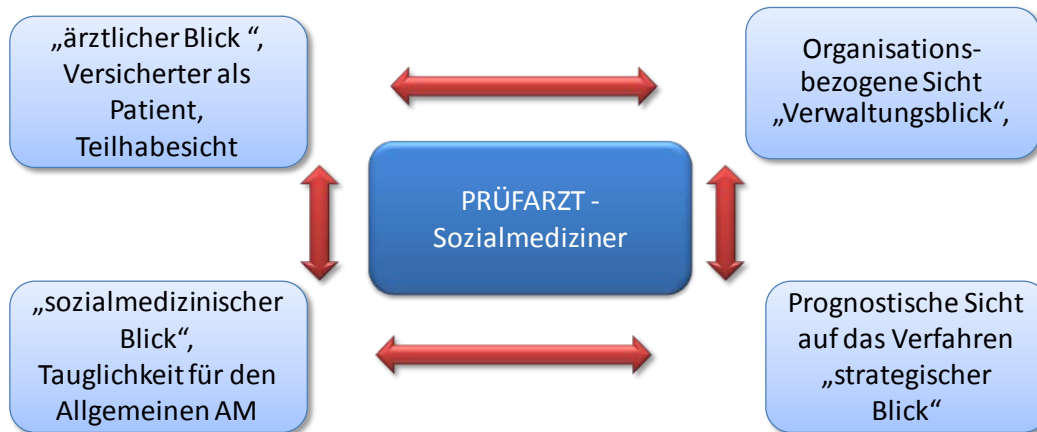 „ärztlicher Blick “,
Versicherter als
Patient,
Teilhabesicht
Organisations-
bezogene Sicht
„Verwaltungsblick“,
PRÜFARZT -
Sozialmediziner
„sozialmedizinischer
Blick“,
Tauglichkeit für den
Allgemeinen AM
Prognostische Sicht
auf das Verfahren
„strategischer
Blick“